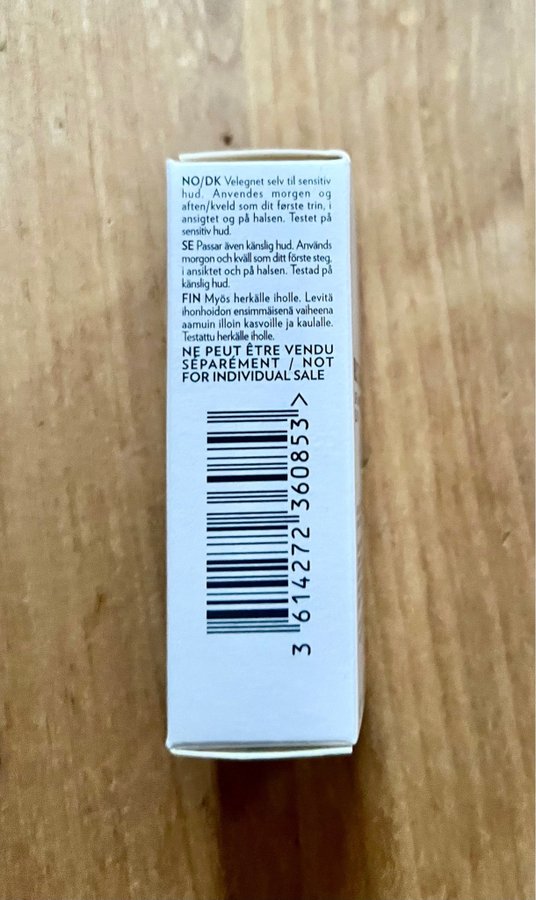 NO/DK Velegnet selv til sensitiv
hud. Anvendes morgen og
aften/kveld som dit første trin, i
ansigtet og på halsen. Testet på
sensitiv hud.
SE Passar även känslig hud. Används
morgon och kväll som ditt förste steg,
i ansiktet och på halsen. Testad på
känslig hud.
FIN Myös herkälle iholle. Levitä
ihonhoidon ensimmäisenä vaiheena
aamuin illoin kasvoille ja kaulalle.
Testattu herkälle iholle.
NE PEUT ÊTRE VENDU
SÉPARÉMENT / NOT
FOR INDIVIDUAL SALE
3 614272 360853 >